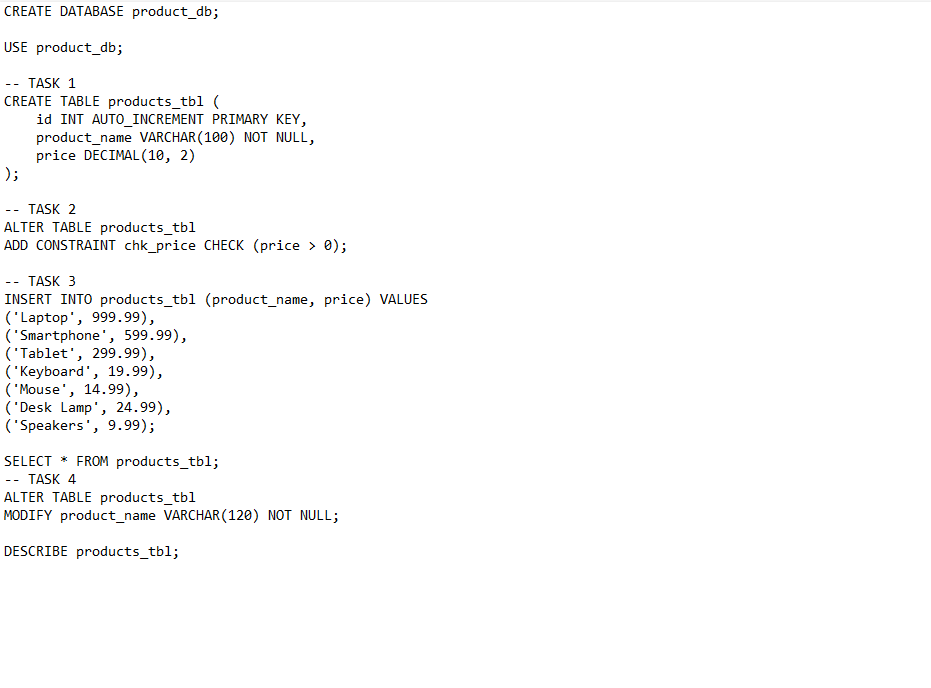 CREATE DATABASE product_db;
USE product_db;
-- TASK 1
CREATE TABLE products_tbl (
    id INT AUTO_INCREMENT PRIMARY KEY,
    product_name VARCHAR(100) NOT NULL,
    price DECIMAL(10, 2)
);
-- TASK 2
ALTER TABLE products_tbl
ADD CONSTRAINT chk_price CHECK (price > 0);
-- TASK 3
INSERT INTO products_tbl (product_name, price) VALUES
('Laptop', 999.99),
('Smartphone', 599.99),
('Tablet', 299.99),
('Keyboard', 19.99),
('Mouse', 14.99),
('Desk Lamp', 24.99),
('Speakers', 9.99);
SELECT * FROM products_tbl;
-- TASK 4
ALTER TABLE products_tbl
MODIFY product_name VARCHAR(120) NOT NULL;
DESCRIBE products_tbl;